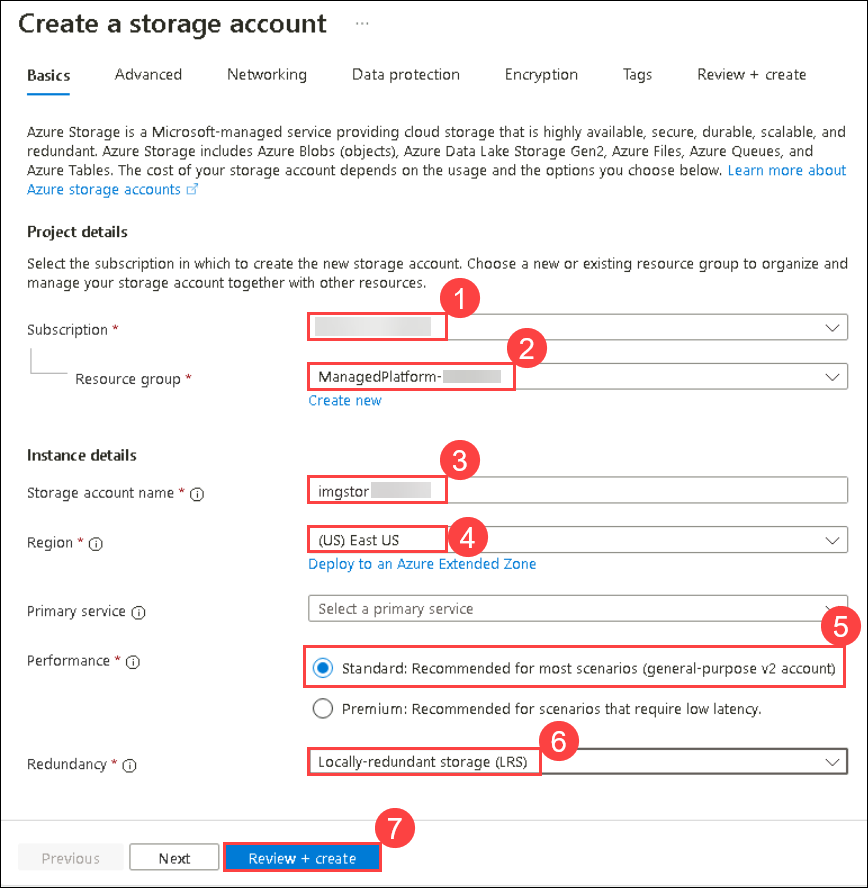 Create a storage account ...
Basics Advanced Networking Data protection Encryption Tags Review + create
Azure Storage is a Microsoft-managed service providing cloud storage that is highly available, secure, durable, scalable, and
redundant. Azure Storage includes Azure Blobs (objects), Azure Data Lake Storage Gen2, Azure Files, Azure Queues, and
Azure Tables. The cost of your storage account depends on the usage and the options you choose below. Learn more about
Azure storage accounts
Project details
Select the subscription in which to create the new storage account. Choose a new or existing resource group to organize and
manage your storage account together with other resources.
1
Subscription *
2
Resource group * ManagedPlatform-
Create new
Instance details
3
Storage account name * imgstor
Region * (US) East US 4
Deploy to an Azure Extended Zone
Primary service Select a primary service
5
Performance * Standard: Recommended for most scenarios (general-purpose v2 account)
Premium: Recommended for scenarios that require low latency.
6
Redundancy * Locally-redundant storage (LRS)
7
Previous Next Review + create